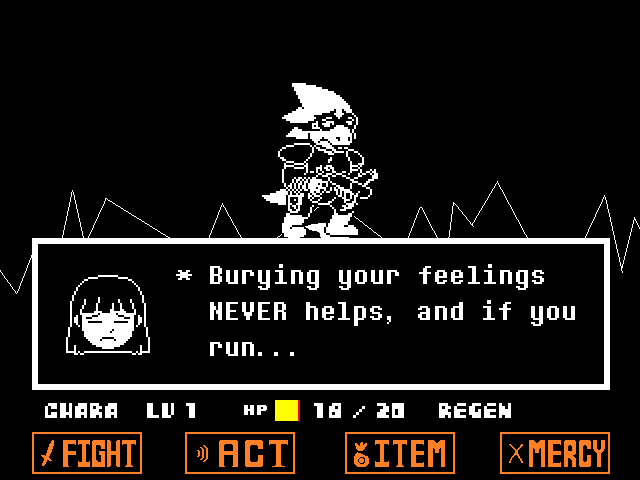 * Burying your feelings
NEVER helps, and if you
run...
CHARA LV 1 HP 18 / 20 REGEN
FIGHT ACT ITEM MERCY